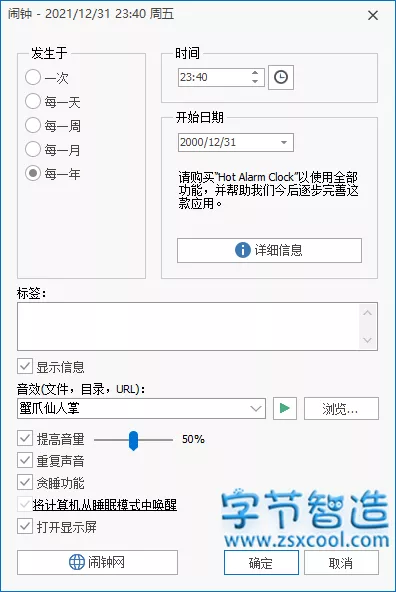 闹钟 - 2021/12/31 23:40 周五
发生于
一次
每一天
每一周
每一月
每一年
时间
23:40
开始日期
2000/12/31
请购买"Hot Alarm Clock"以使用全部
功能，并帮助我们今后逐步完善这
款应用。
详细信息
标签：
显示信息
音效(文件，目录，URL)：
蟹爪仙人掌
浏览...
提高音量
50%
重复声音
贪睡功能
将计算机从睡眠模式中唤醒
打开显示屏
字节智造
www.zsxcool.com
闹钟网
确定
取消